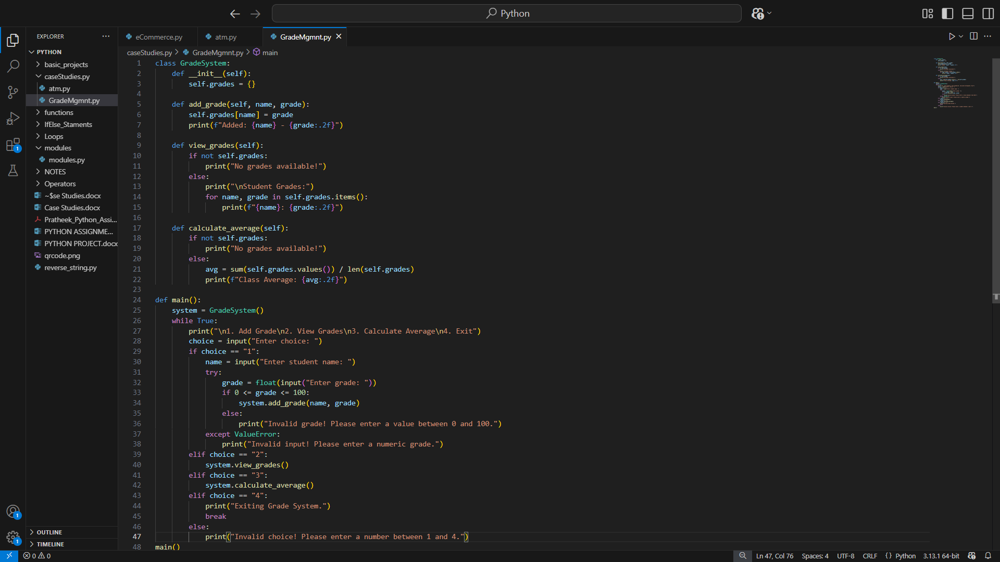 Python
EXPLORER
eCommerce.py
atm.py
GradeMgmnt.py
PYTHON
basic_projects
caseStudies.py
atm.py
GradeMgmnt.py
functions
IfElse_Staments
Loops
modules
modules.py
NOTES
Operators
~$se Studies.docx
Case Studies.docx
Pratheek_Python_Assi...
PYTHON ASSIGNME...
PYTHON PROJECT.docx
qrcode.png
reverse_string.py
OUTLINE
TIMELINE
caseStudies.py > GradeMgmnt.py > main
1 class GradeSystem:
2     def __init__(self):
3         self.grades = {}
4
5     def add_grade(self, name, grade):
6         self.grades[name] = grade
7         print(f"Added: {name} - {grade:.2f}")
8
9     def view_grades(self):
10         if not self.grades:
11             print("No grades available!")
12         else:
13             print("\nStudent Grades:")
14             for name, grade in self.grades.items():
15                 print(f"{name}: {grade:.2f}")
16
17     def calculate_average(self):
18         if not self.grades:
19             print("No grades available!")
20         else:
21             avg = sum(self.grades.values()) / len(self.grades)
22             print(f"Class Average: {avg:.2f}")
23
24 def main():
25     system = GradeSystem()
26     while True:
27         print("\n1. Add Grade\n2. View Grades\n3. Calculate Average\n4. Exit")
28         choice = input("Enter choice: ")
29         if choice == "1":
30             name = input("Enter student name: ")
31             try:
32                 grade = float(input("Enter grade: "))
33                 if 0 <= grade <= 100:
34                     system.add_grade(name, grade)
35                 else:
36                     print("Invalid grade! Please enter a value between 0 and 100.")
37             except ValueError:
38                 print("Invalid input! Please enter a numeric grade.")
39         elif choice == "2":
40             system.view_grades()
41         elif choice == "3":
42             system.calculate_average()
43         elif choice == "4":
44             print("Exiting Grade System.")
45             break
46         else:
47             print("Invalid choice! Please enter a number between 1 and 4.")
48 main()
1
1
1
0 0
Ln 47, Col 76 Spaces: 4 UTF-8 CRLF {} Python 3.13.1 64-bit